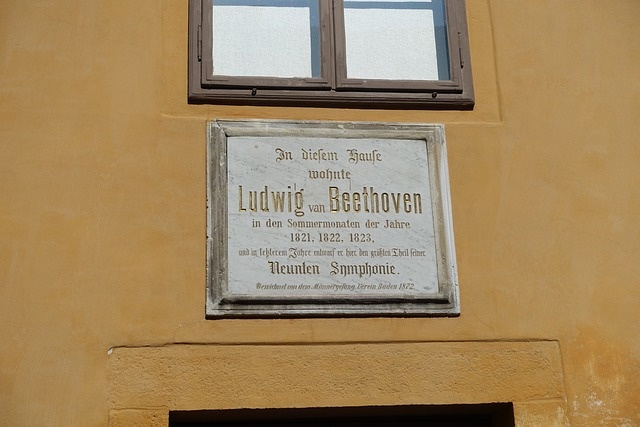 In diesem Hause
wohnte
Ludwig van Beethoven
in den Sommermonaten der Jahre
1821, 1822, 1823,
und in letzterem Jahre entwarf er hier den größten Theil seiner
Neunten Symphonie.
Gewidmet von dem Männergesang Verein Baden 1872.